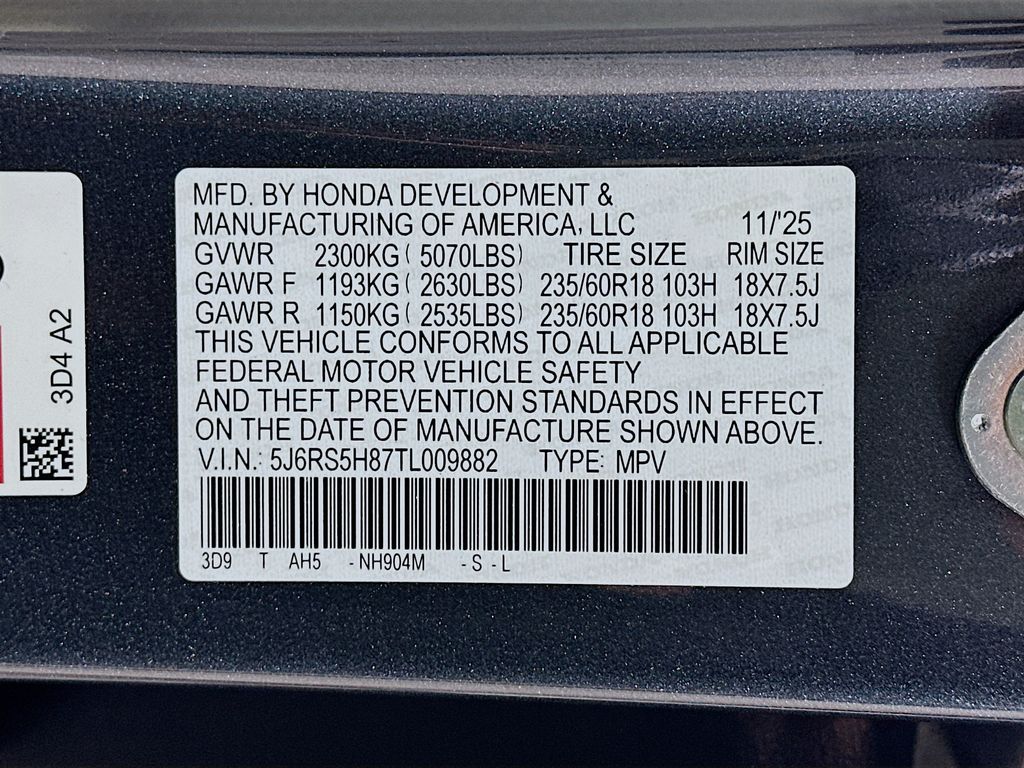 MFD. BY HONDA DEVELOPMENT &
MANUFACTURING OF AMERICA, LLC 11/'25
GVWR 2300KG ( 5070LBS) TIRE SIZE RIM SIZE
GAWR F 1193KG ( 2630LBS) 235/60R18 103H 18X7.5J
GAWR R 1150KG ( 2535LBS) 235/60R18 103H 18X7.5J
THIS VEHICLE CONFORMS TO ALL APPLICABLE
FEDERAL MOTOR VEHICLE SAFETY
AND THEFT PREVENTION STANDARDS IN EFFECT
ON THE DATE OF MANUFACTURE SHOWN ABOVE.
V.I.N.: 5J6RS5H87TL009882 TYPE: MPV
3D9 T AH5 - NH904M - S - L
3D4 A2